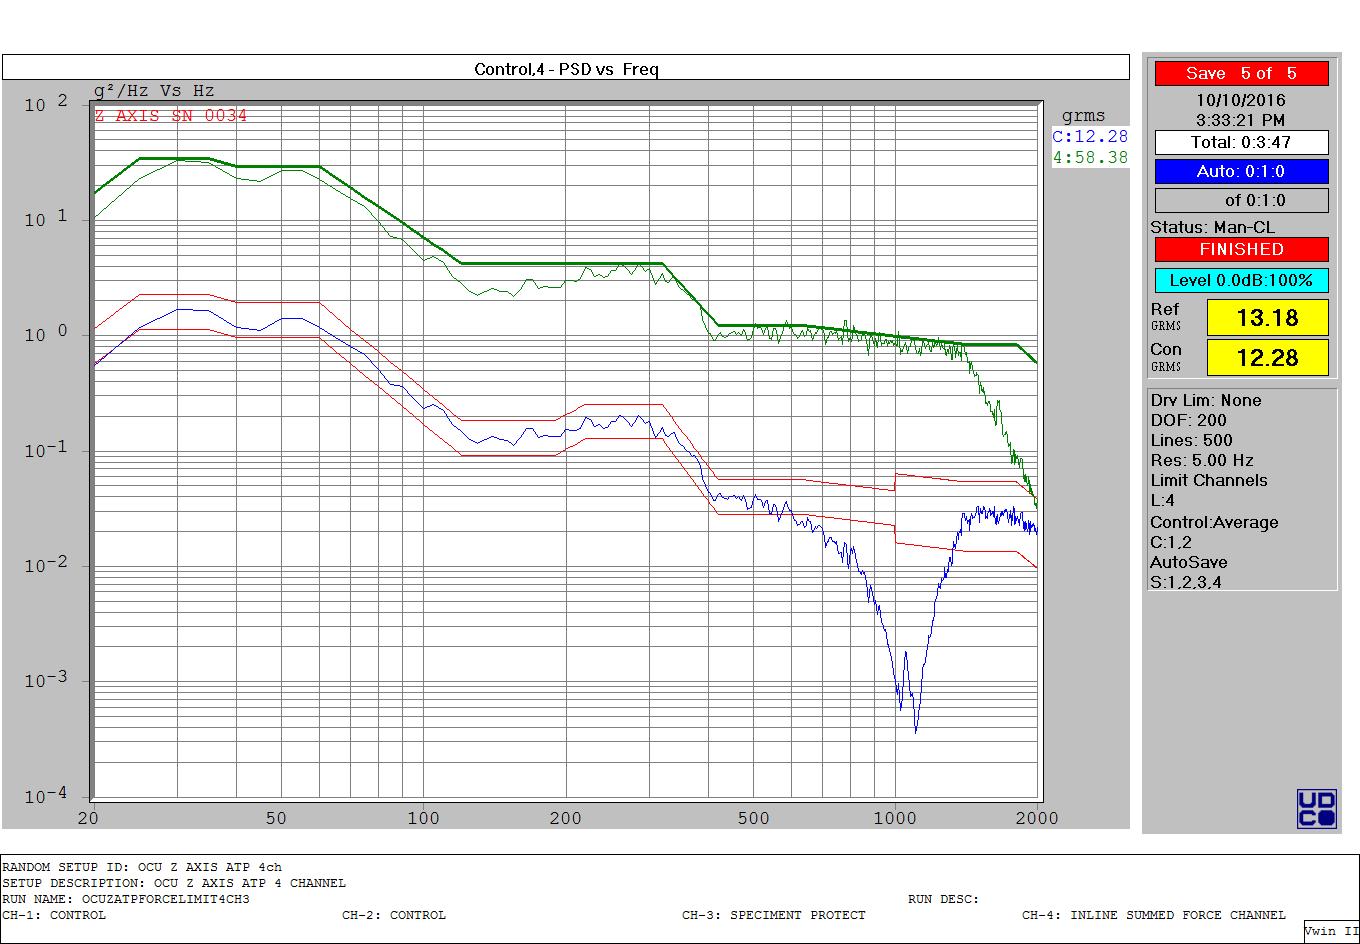 Control,4 - PSD vs Freq
g²/Hz Vs Hz
Z AXIS SN 0034
10 2
10 1
10 0
10 -1
10 -2
10 -3
10 -4
20 50 100 200 500 1000 2000
grms
C:12.28
4:58.38
Save 5 of 5
10/10/2016
3:33:21 PM
Total: 0:3:47
Auto: 0:1:0
of 0:1:0
Status: Man-CL
FINISHED
Level 0.0dB:100%
Ref 13.18
GRMS
Con 12.28
GRMS
Drv Lim: None
DOF: 200
Lines: 500
Res: 5.00 Hz
Limit Channels
L:4
Control:Average
C:1,2
AutoSave
S:1,2,3,4
UD
CO
RANDOM SETUP ID: OCU Z AXIS ATP 4ch
SETUP DESCRIPTION: OCU Z AXIS ATP 4 CHANNEL
RUN NAME: OCUZATPFORCELIMIT4CH3 RUN DESC:
CH-1: CONTROL CH-2: CONTROL CH-3: SPECIMENT PROTECT CH-4: INLINE SUMMED FORCE CHANNEL
Vwin II